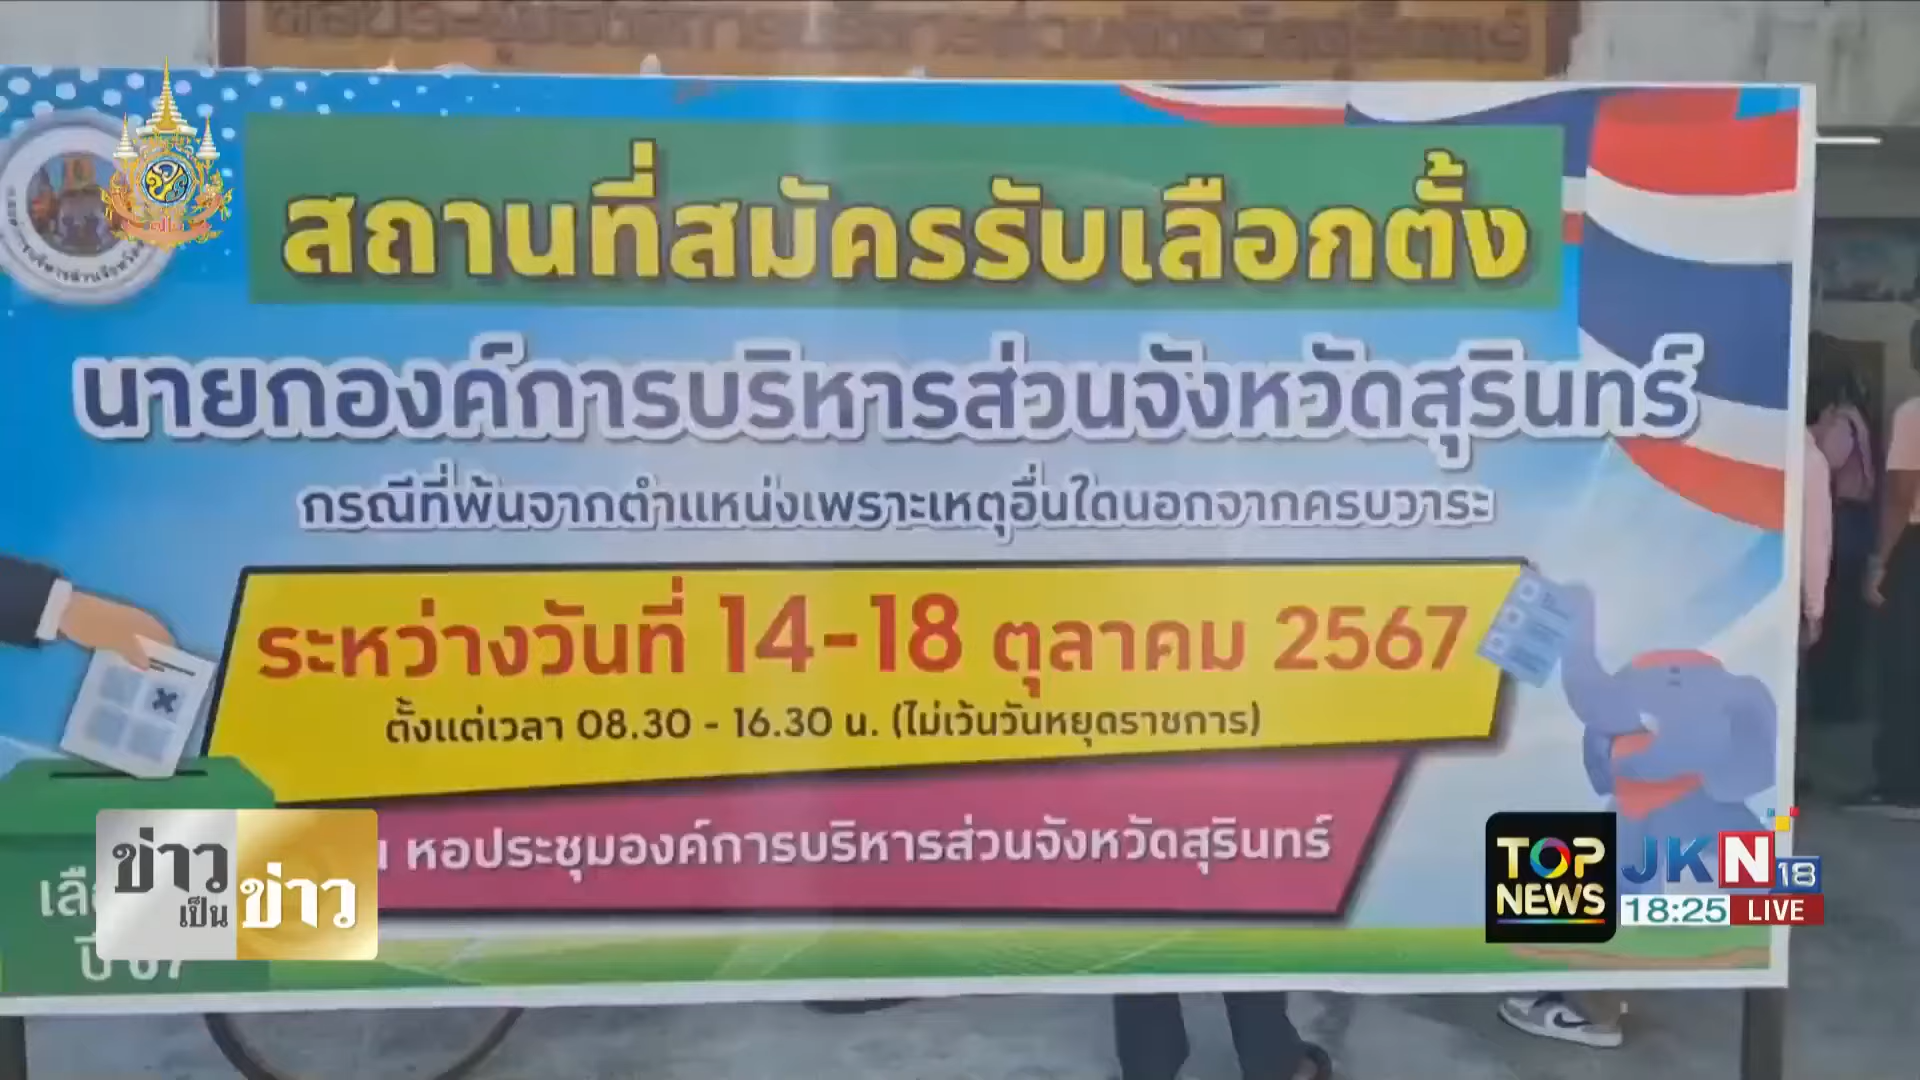 สถานที่สมัครรับเลือกตั้ง
นายกองค์การบริหารส่วนจังหวัดสุรินทร์
กรณีที่พ้นจากตำแหน่งเพราะเหตุอื่นใดนอกจากครบวาระ
ระหว่างวันที่ 14-18 ตุลาคม 2567
ตั้งแต่เวลา 08.30 - 16.30 น. (ไม่เว้นวันหยุดราชการ)
หอประชุมองค์การบริหารส่วนจังหวัดสุรินทร์
ข่าว
เป็น
ข่าว
TOP
NEWS
JKN 18
18:25 LIVE